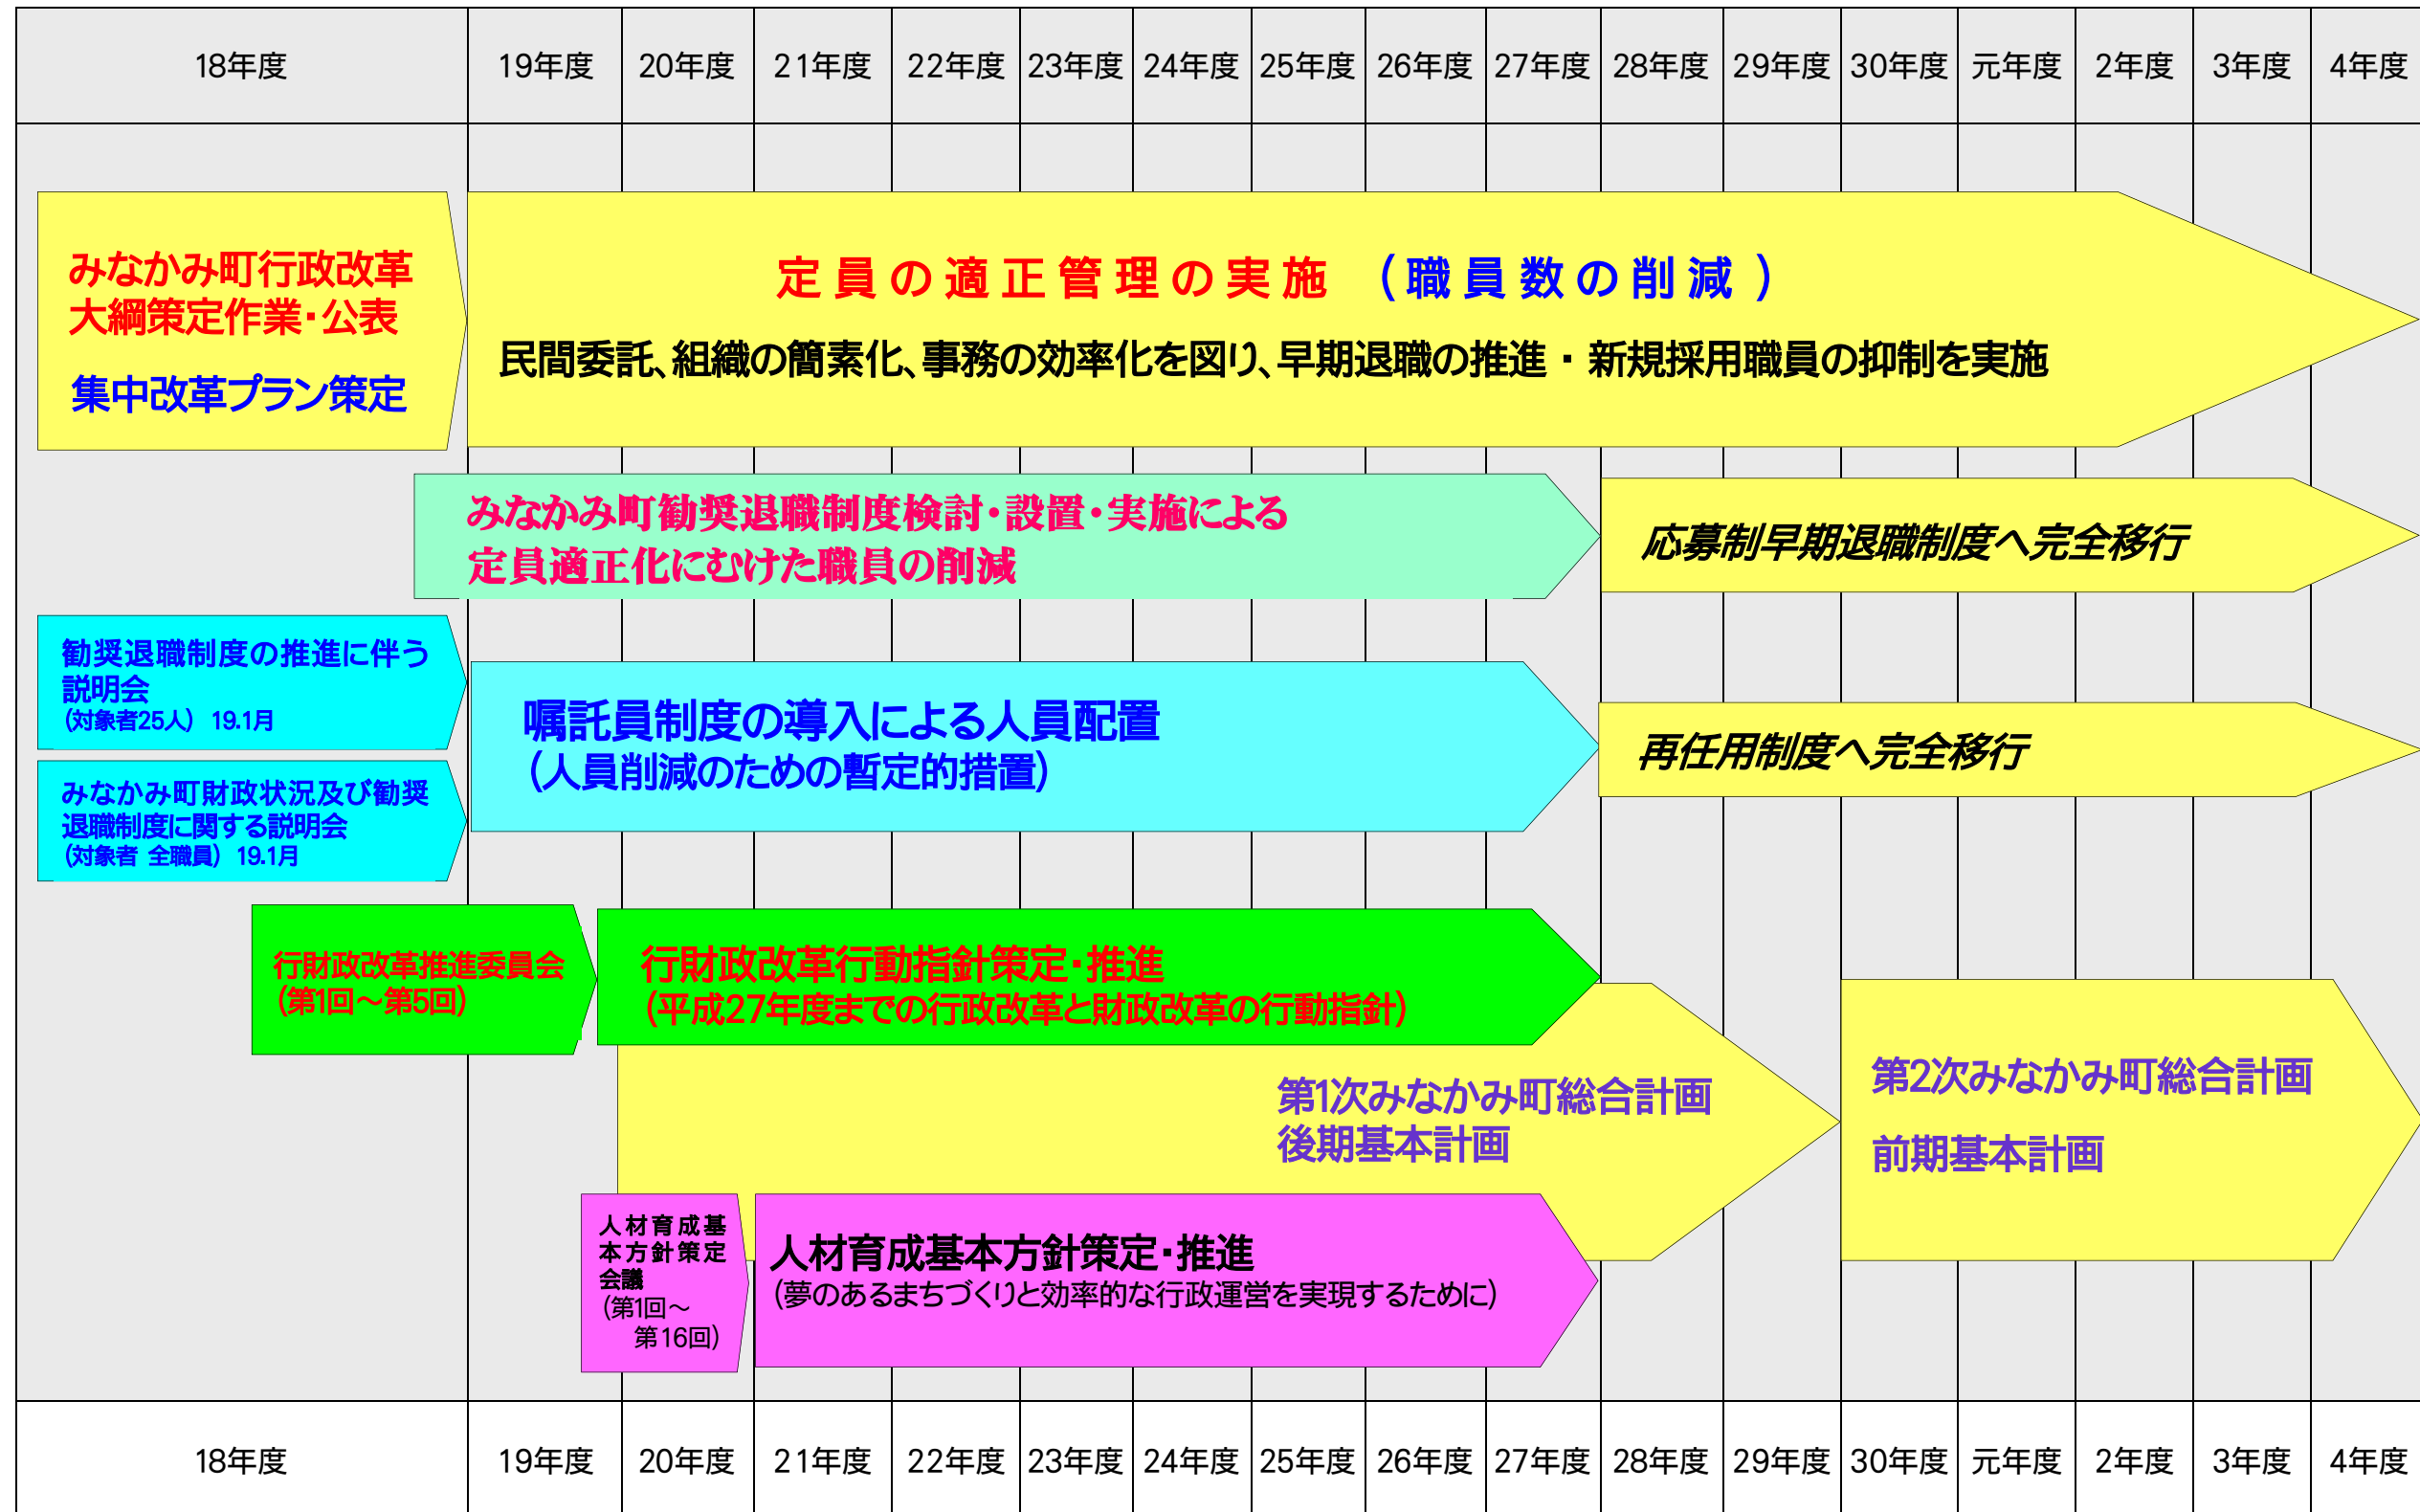 18年度 19年度 20年度 21年度 22年度 23年度 24年度 25年度 26年度 27年度 28年度 29年度 30年度 元年度 2年度 3年度 4年度
みなかみ町行政改革
大綱策定作業・公表
集中改革プラン策定
定員の適正管理の実施 (職員数の削減)
民間委託、組織の簡素化、事務の効率化を図り、早期退職の推進・新規採用職員の抑制を実施
みなかみ町勧奨退職制度検討・設置・実施による
定員適正化にむけた職員の削減
応募制早期退職制度へ完全移行
勧奨退職制度の推進に伴う
説明会
(対象者25人) 19.1月
みなかみ町財政状況及び勧奨
退職制度に関する説明会
(対象者 全職員) 19.1月
嘱託員制度の導入による人員配置
(人員削減のための暫定的措置)
再任用制度へ完全移行
行財政改革推進委員会
(第1回～第5回)
行財政改革行動指針策定・推進
(平成27年度までの行政改革と財政改革の行動指針)
第1次みなかみ町総合計画
後期基本計画
第2次みなかみ町総合計画
前期基本計画
人材育成基
本方針策定
会議
(第1回～
第16回)
人材育成基本方針策定・推進
(夢のあるまちづくりと効率的な行政運営を実現するために)
18年度 19年度 20年度 21年度 22年度 23年度 24年度 25年度 26年度 27年度 28年度 29年度 30年度 元年度 2年度 3年度 4年度